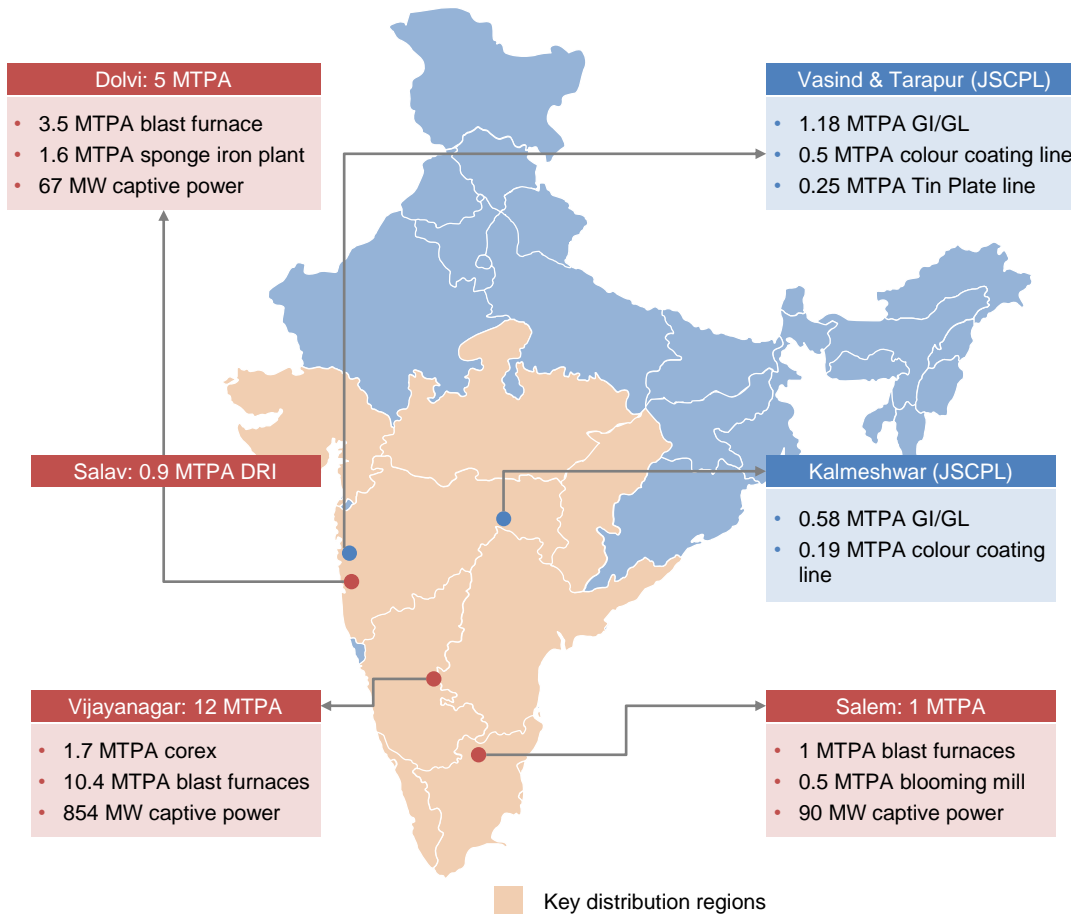 Dolvi: 5 MTPA
• 3.5 MTPA blast furnace
• 1.6 MTPA sponge iron plant
• 67 MW captive power
Vasind & Tarapur (JSCPL)
• 1.18 MTPA GI/GL
• 0.5 MTPA colour coating line
• 0.25 MTPA Tin Plate line
Salav: 0.9 MTPA DRI
Kalmeshwar (JSCPL)
• 0.58 MTPA GI/GL
• 0.19 MTPA colour coating
line
Vijayanagar: 12 MTPA
• 1.7 MTPA corex
• 10.4 MTPA blast furnaces
• 854 MW captive power
Salem: 1 MTPA
• 1 MTPA blast furnaces
• 0.5 MTPA blooming mill
• 90 MW captive power
Key distribution regions